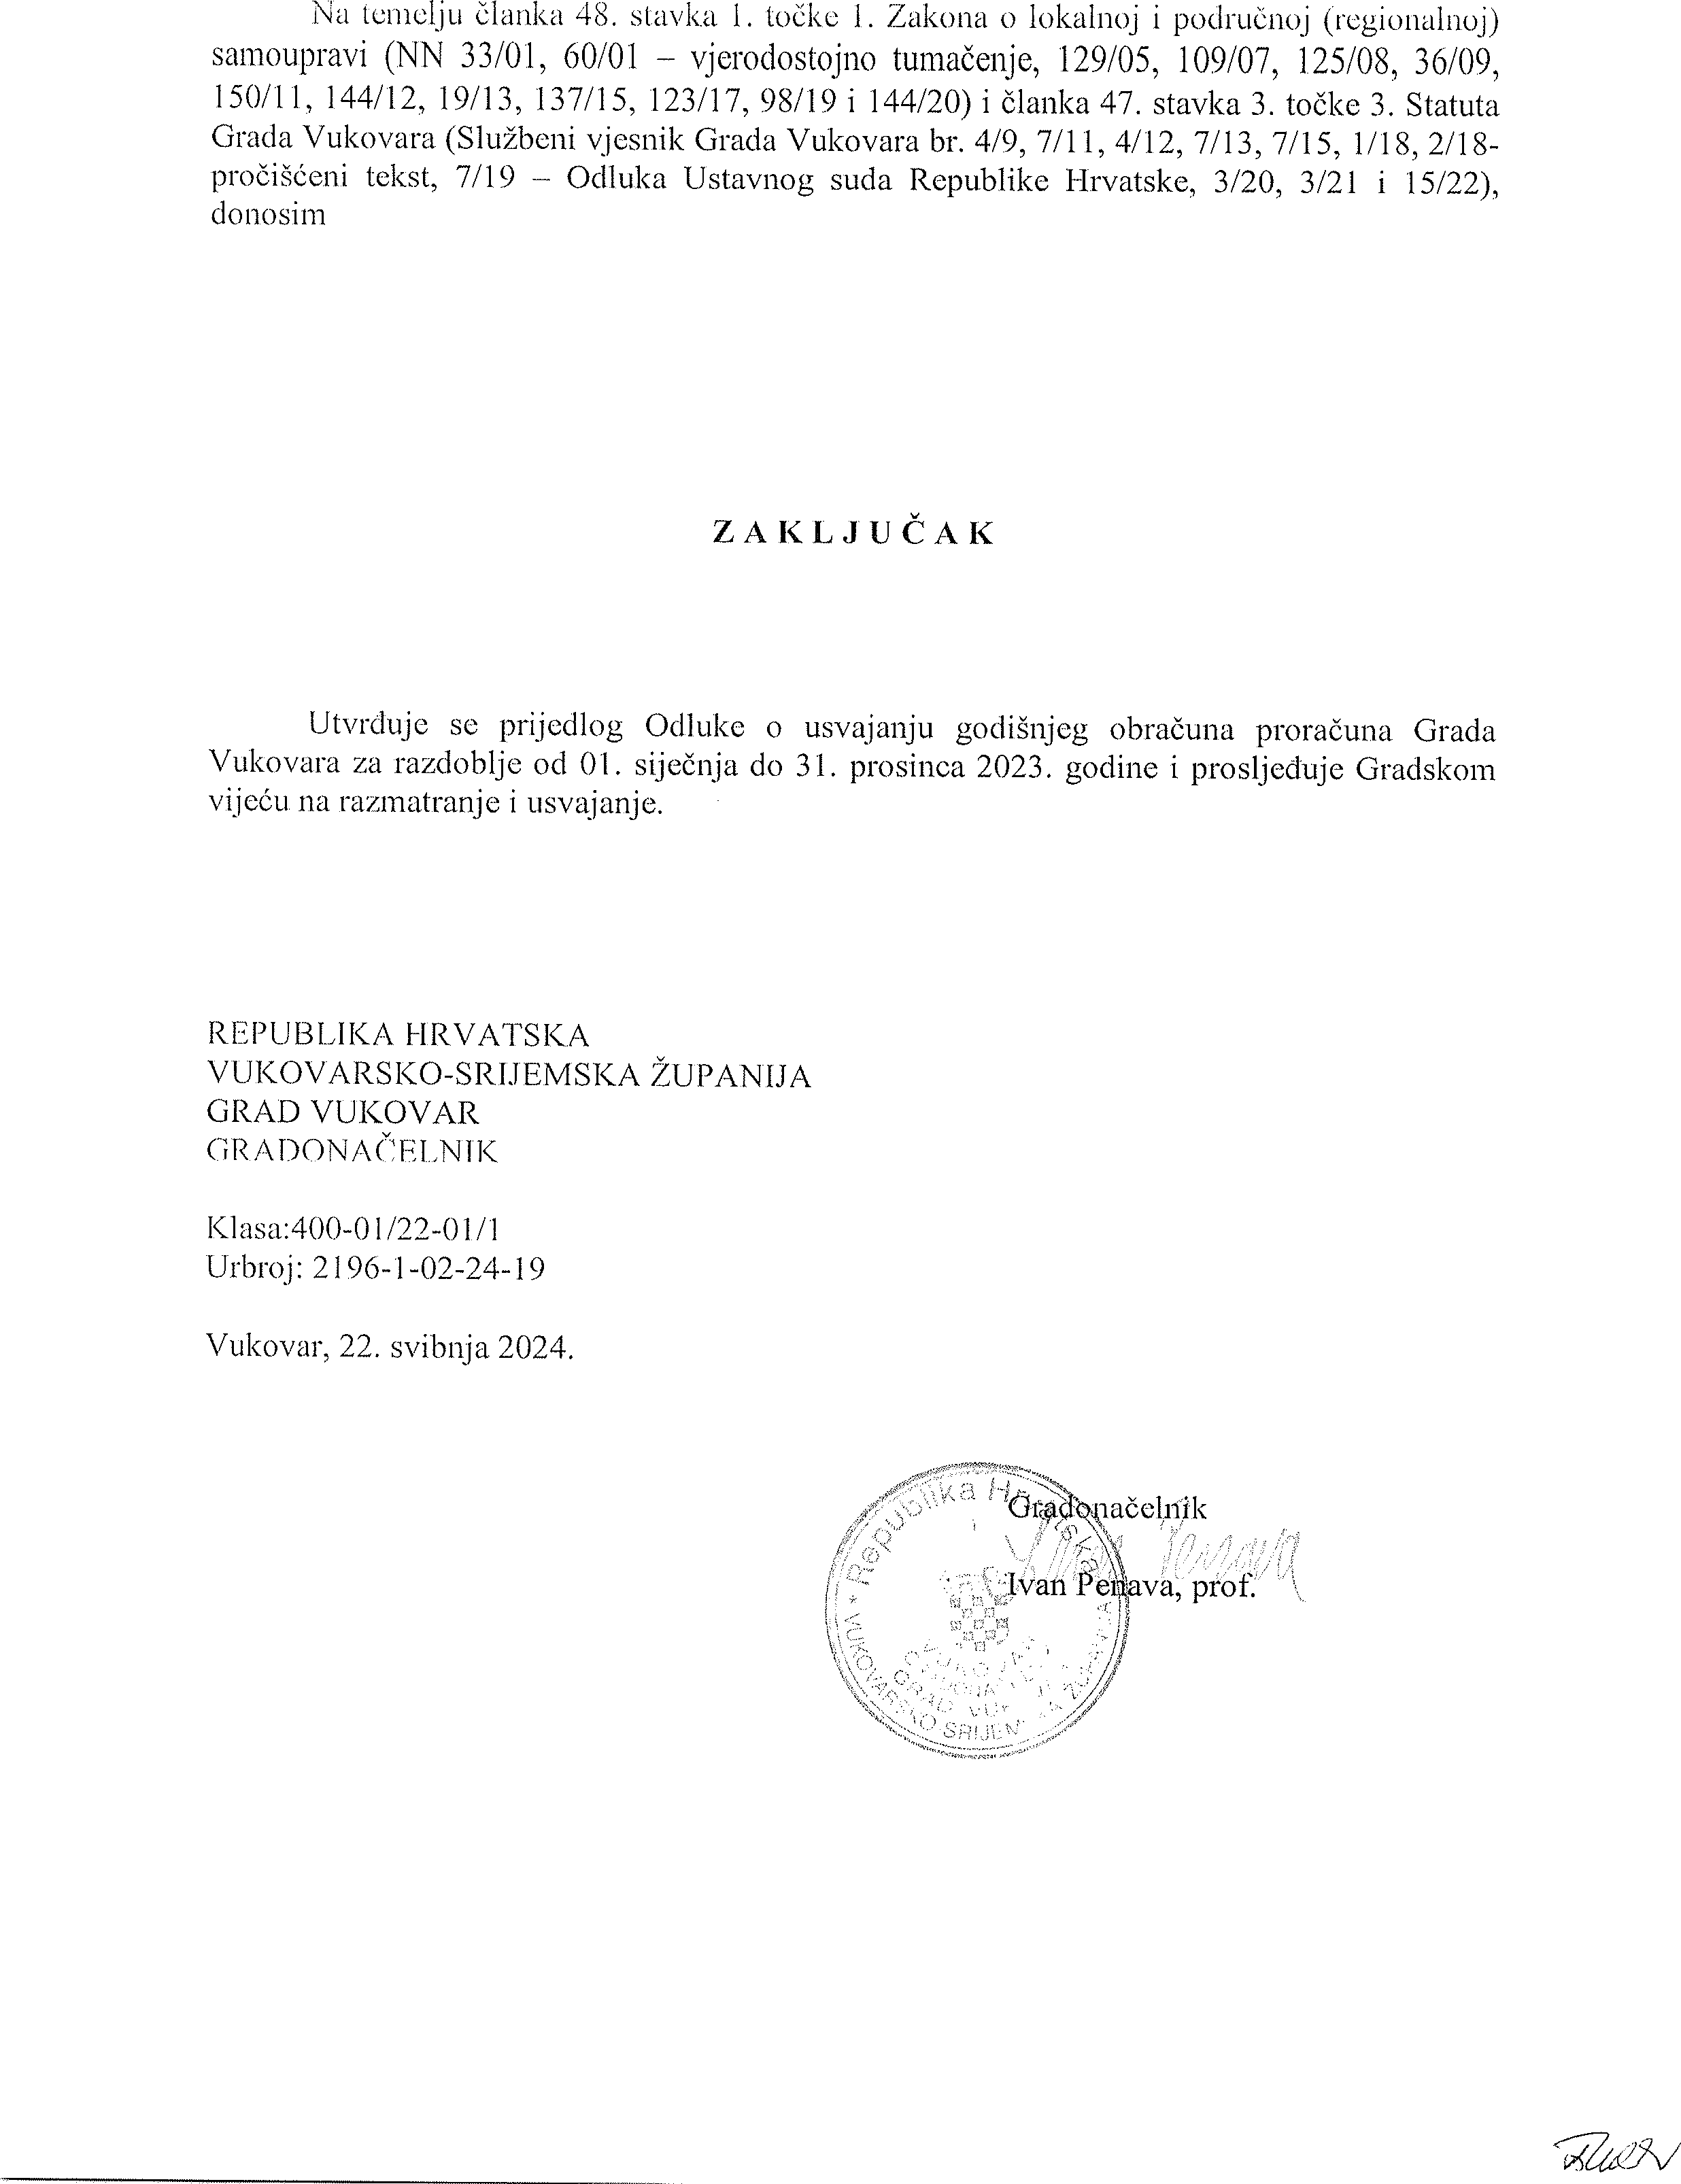 Na temelju članka 48. stavka 1. točke 1. Zakona o lokalnoj i područnoj (regionalnoj)
samoupravi (NN 33/01, 60/01 – vjerodostojno tumačenje, 129/05, 109/07, 125/08, 36/09,
150/11, 144/12, 19/13, 137/15, 123/17, 98/19 i 144/20) i članka 47. stavka 3. točke 3. Statuta
Grada Vukovara (Službeni vjesnik Grada Vukovara br. 4/9, 7/11, 4/12, 7/13, 7/15, 1/18, 2/18-
pročišćeni tekst, 7/19 – Odluka Ustavnog suda Republike Hrvatske, 3/20, 3/21 i 15/22),
donosim
Z A K L J U Č A K
Utvrđuje se prijedlog Odluke o usvajanju godišnjeg obračuna proračuna Grada
Vukovara za razdoblje od 01. siječnja do 31. prosinca 2023. godine i prosljeđuje Gradskom
vijeću na razmatranje i usvajanje.
REPUBLIKA HRVATSKA
VUKOVARSKO-SRIJEMSKA ŽUPANIJA
GRAD VUKOVAR
GRADONAČELNIK
Klasa:400-01/22-01/1
Urbroj: 2196-1-02-24-19
Vukovar, 22. svibnja 2024.
Gradonačelnik
Ivan Penava, prof.
Republika Hrvatska
VUKOVARSKO-SRIJEMSKA ŽUPANIJA
GRAD